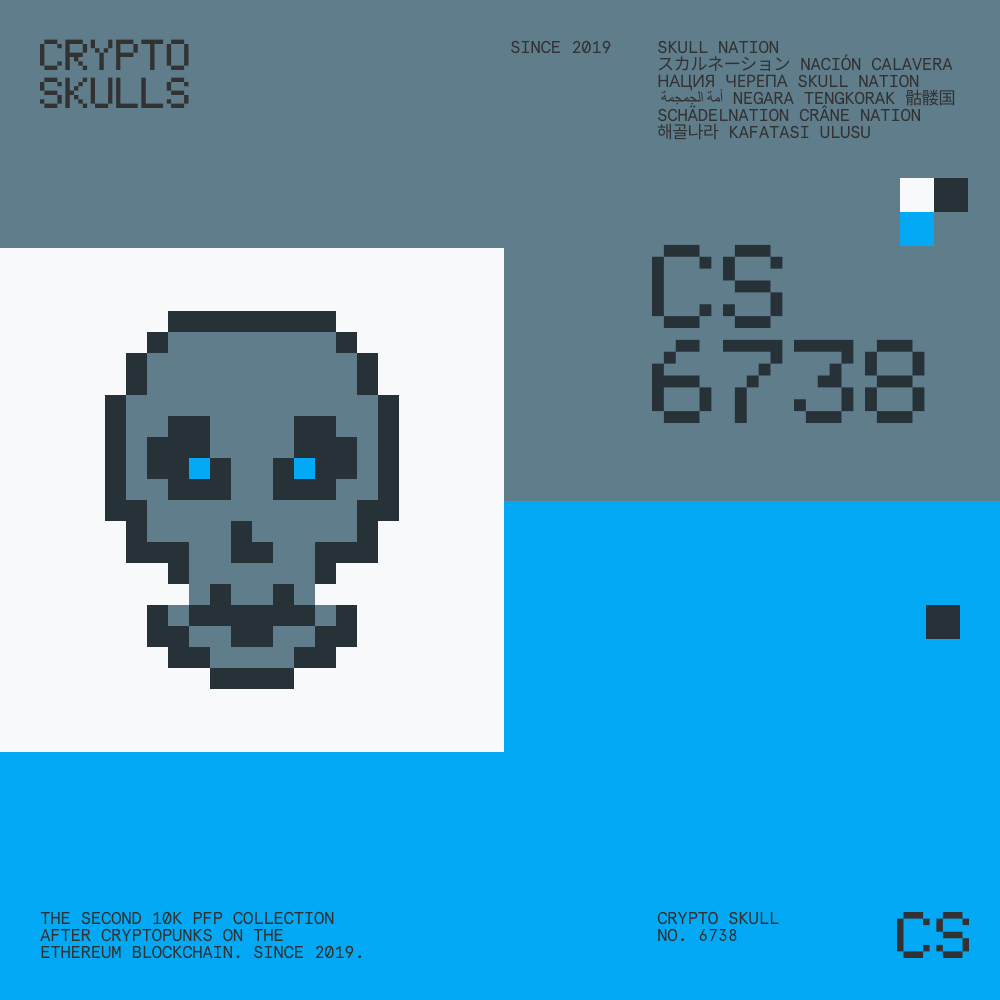 CRYPTO
SKULLS
SINCE 2019
SKULL NATION
スカルネーション NACIÓN CALAVERA
НАЦИЯ ЧЕРЕПА SKULL NATION
أمة الجمجمة NEGARA TENGKORAK 骷髅国
SCHÄDELNATION CRÂNE NATION
해골나라 KAFATASI ULUSU
CS
6738
THE SECOND 10K PFP COLLECTION
AFTER CRYPTOPUNKS ON THE
ETHEREUM BLOCKCHAIN. SINCE 2019.
CRYPTO SKULL
NO. 6738
CS